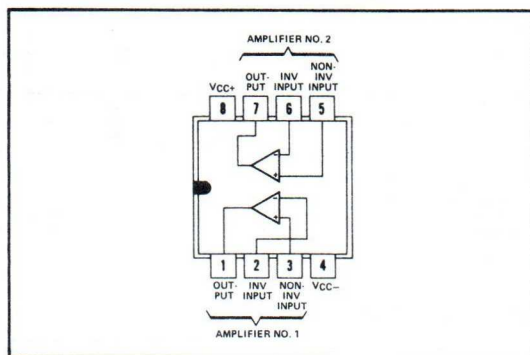 AMPLIFIER NO. 2
OUT- INV NON-
PUT INPUT INV
VCC+ INPUT
8 7 6 5
− +
− +
1 2 3 4
OUT- INV NON- VCC−
PUT INPUT INV
INPUT
AMPLIFIER NO. 1